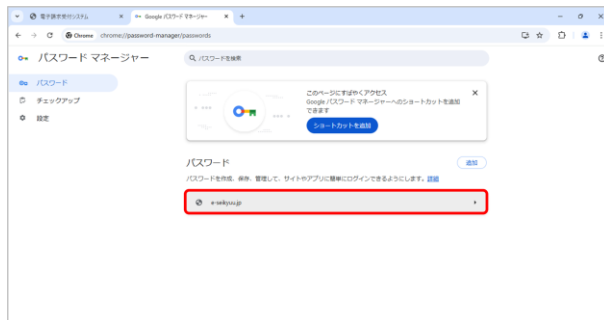 電子請求受付システム
Google パスワード マネージャー
Chrome
chrome://password-manager/passwords
パスワード マネージャー
パスワードを検索
パスワード
チェックアップ
設定
このページにすばやくアクセス
Google パスワード マネージャーへのショートカットを追加
できます
ショートカットを追加
パスワード
追加
パスワードを作成、保存、管理して、サイトやアプリに簡単にログインできるようにします。詳細
e-seikyuu.jp